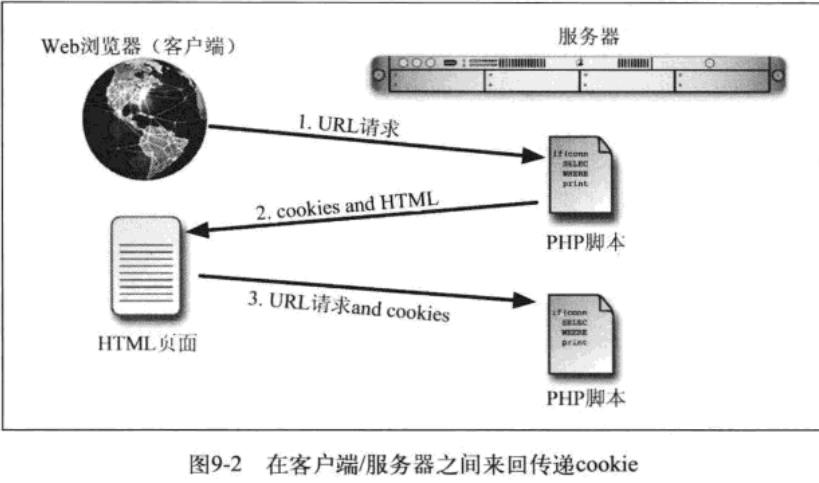 Web浏览器（客户端）
服务器
1. URL请求
if(conn
SELEC
WHERE
print
PHP脚本
2. cookies and HTML
HTML页面
3. URL请求and cookies
if(conn
SELEC
WHERE
print
PHP脚本
图9-2 在客户端/服务器之间来回传递cookie